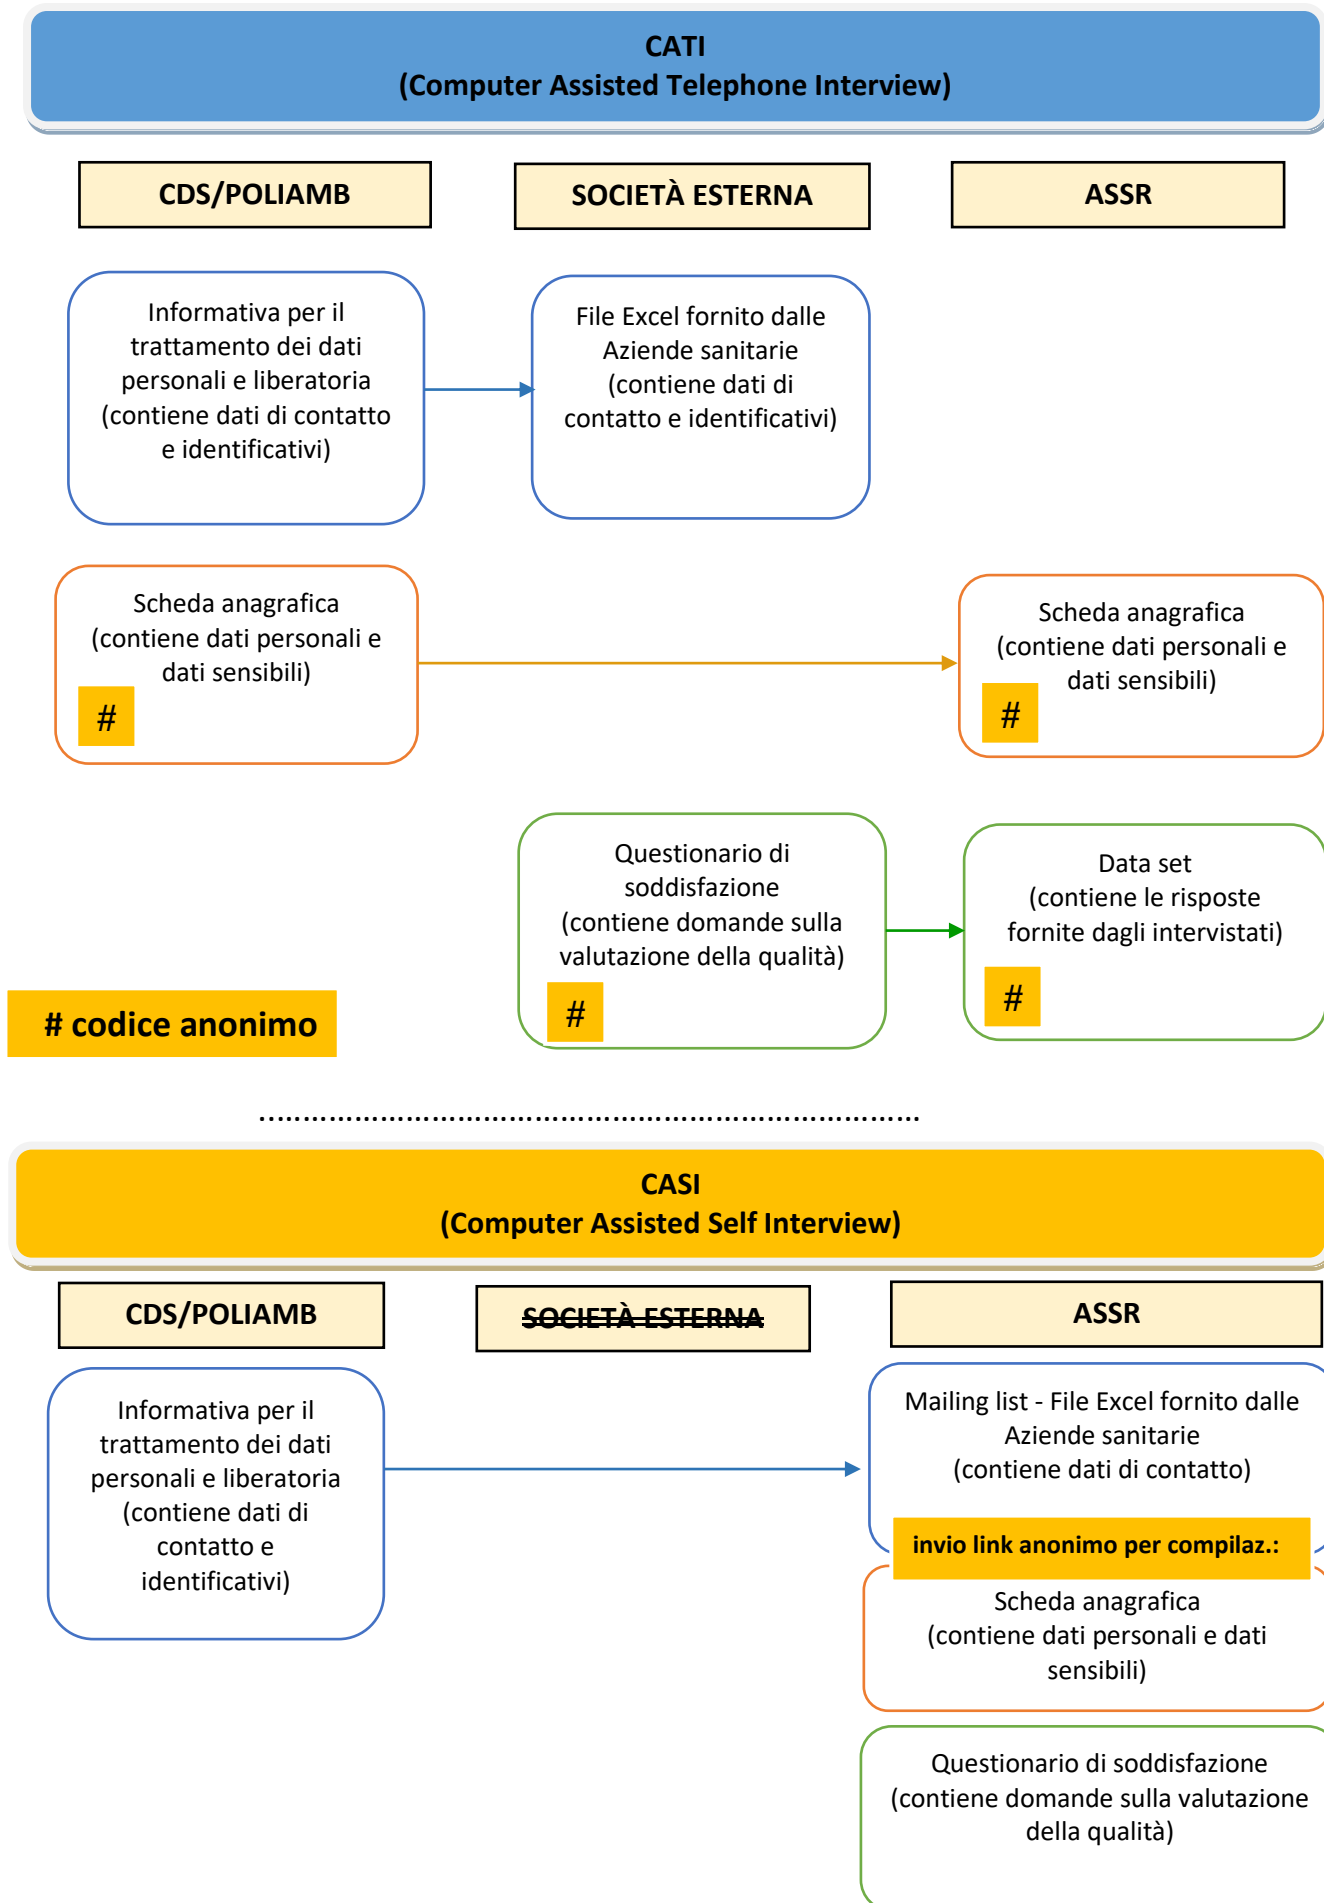 CATI
(Computer Assisted Telephone Interview)
CDS/POLIAMB
SOCIETÀ ESTERNA
ASSR
Informativa per il
trattamento dei dati
personali e liberatoria
(contiene dati di contatto
e identificativi)
File Excel fornito dalle
Aziende sanitarie
(contiene dati di
contatto e identificativi)
Scheda anagrafica
(contiene dati personali e
dati sensibili)
#
Scheda anagrafica
(contiene dati personali e
dati sensibili)
#
Questionario di
soddisfazione
(contiene domande sulla
valutazione della qualità)
#
Data set
(contiene le risposte
fornite dagli intervistati)
#
# codice anonimo
CASI
(Computer Assisted Self Interview)
CDS/POLIAMB
SOCIETÀ ESTERNA
ASSR
Informativa per il
trattamento dei dati
personali e liberatoria
(contiene dati di
contatto e
identificativi)
Mailing list - File Excel fornito dalle
Aziende sanitarie
(contiene dati di contatto)
invio link anonimo per compilaz.:
Scheda anagrafica
(contiene dati personali e dati
sensibili)
Questionario di soddisfazione
(contiene domande sulla valutazione
della qualità)